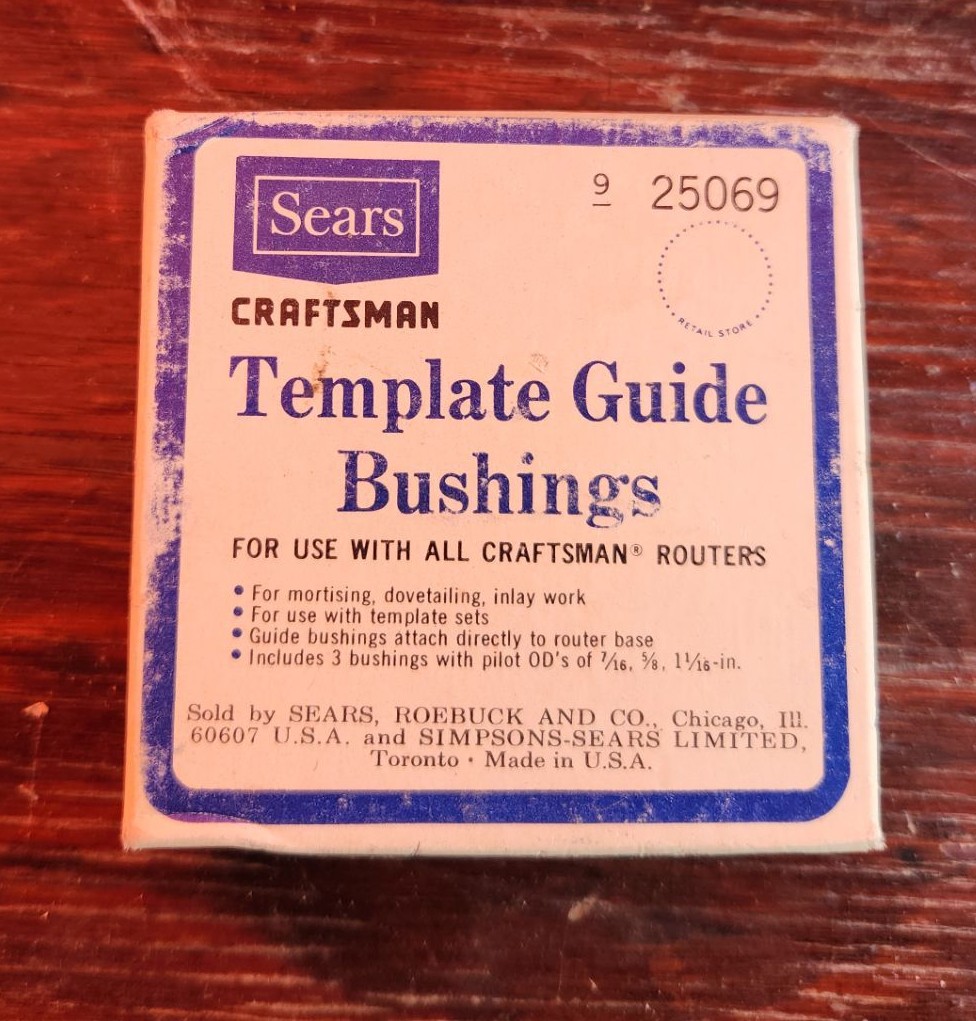 Sears
9 25069
RETAIL STORE
CRAFTSMAN
Template Guide
Bushings
FOR USE WITH ALL CRAFTSMAN® ROUTERS
• For mortising, dovetailing, inlay work
• For use with template sets
• Guide bushings attach directly to router base
• Includes 3 bushings with pilot OD's of 7/16, 5/8, 11/16-in.
Sold by SEARS, ROEBUCK AND CO., Chicago, Ill.
60607 U.S.A. and SIMPSONS-SEARS LIMITED,
Toronto · Made in U.S.A.